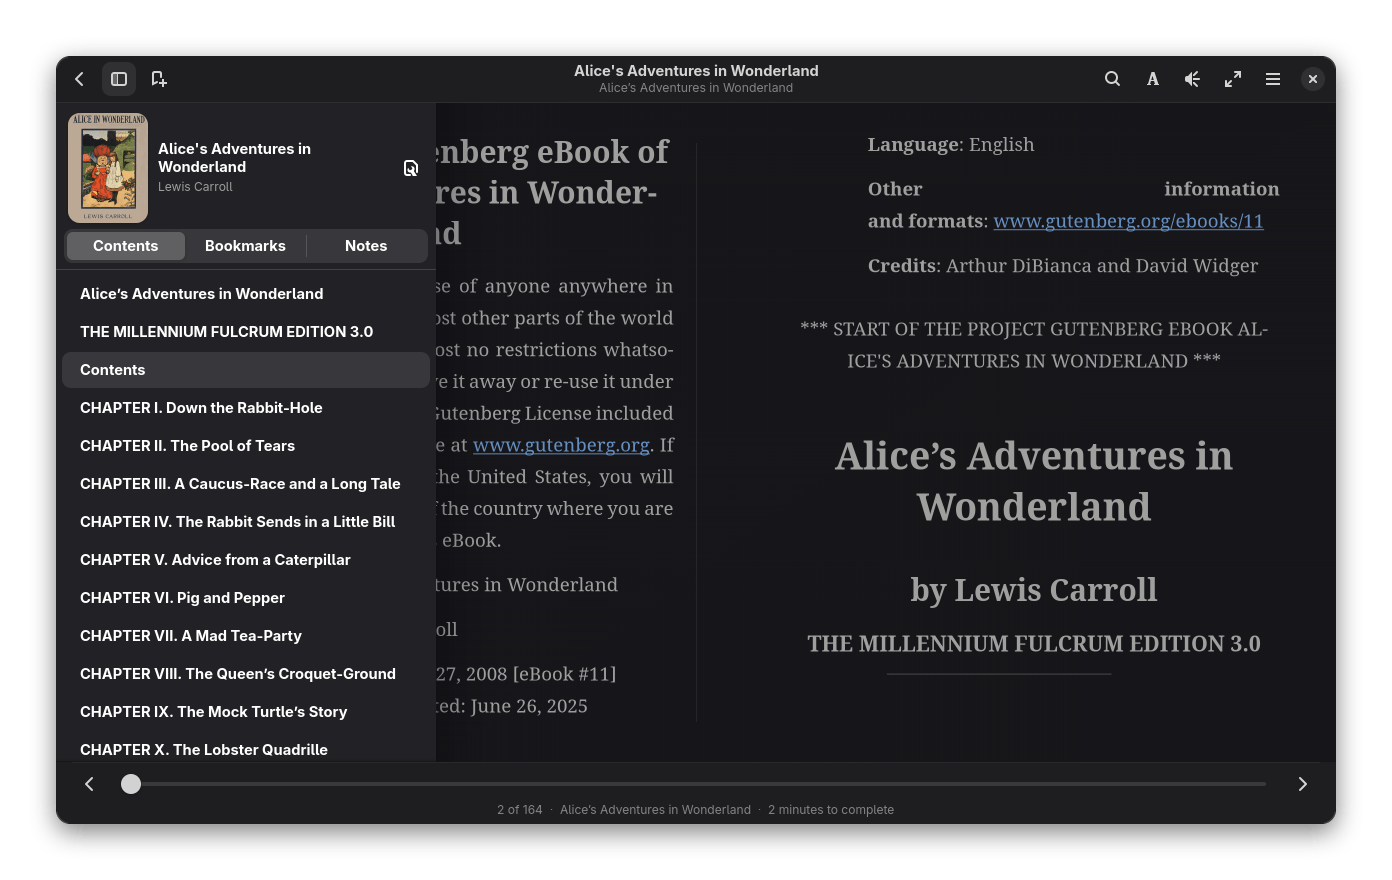 Alice's Adventures in Wonderland
Alice's Adventures in Wonderland
A
ALICE IN WONDERLAND
LEWIS CARROLL
Alice's Adventures in
Wonderland
Lewis Carroll
Contents
Bookmarks
Notes
Alice’s Adventures in Wonderland
THE MILLENNIUM FULCRUM EDITION 3.0
Contents
CHAPTER I. Down the Rabbit-Hole
CHAPTER II. The Pool of Tears
CHAPTER III. A Caucus-Race and a Long Tale
CHAPTER IV. The Rabbit Sends in a Little Bill
CHAPTER V. Advice from a Caterpillar
CHAPTER VI. Pig and Pepper
CHAPTER VII. A Mad Tea-Party
CHAPTER VIII. The Queen’s Croquet-Ground
CHAPTER IX. The Mock Turtle’s Story
CHAPTER X. The Lobster Quadrille
enberg eBook of
res in Wonder-
nd
se of anyone anywhere in
ost other parts of the world
ost no restrictions whatso-
e it away or re-use it under
Gutenberg License included
e at www.gutenberg.org. If
the United States, you will
f the country where you are
eBook.
tures in Wonderland
oll
27, 2008 [eBook #11]
ted: June 26, 2025
Language: English
Other information
and formats: www.gutenberg.org/ebooks/11
Credits: Arthur DiBianca and David Widger
*** START OF THE PROJECT GUTENBERG EBOOK AL-
ICE'S ADVENTURES IN WONDERLAND ***
Alice’s Adventures in
Wonderland
by Lewis Carroll
THE MILLENNIUM FULCRUM EDITION 3.0
2 of 164 · Alice’s Adventures in Wonderland · 2 minutes to complete